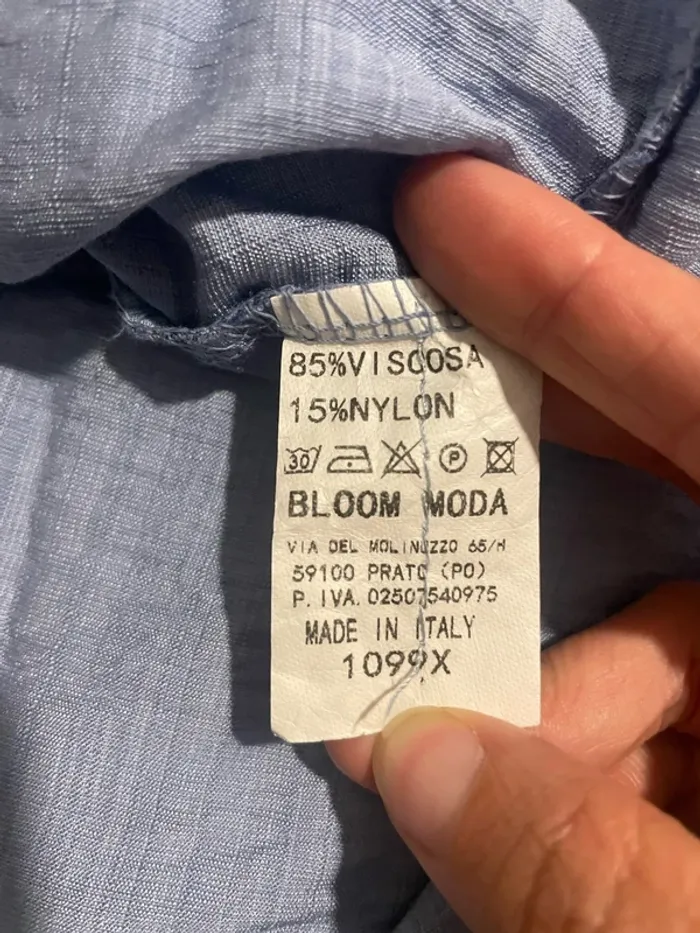 85%VISCOSA
15%NYLON
30 P
BLOOM MODA
VIA DEL MOLINUZZO 65/H
59100 PRATO (PO)
P. IVA. 02507540975
MADE IN ITALY
1099X